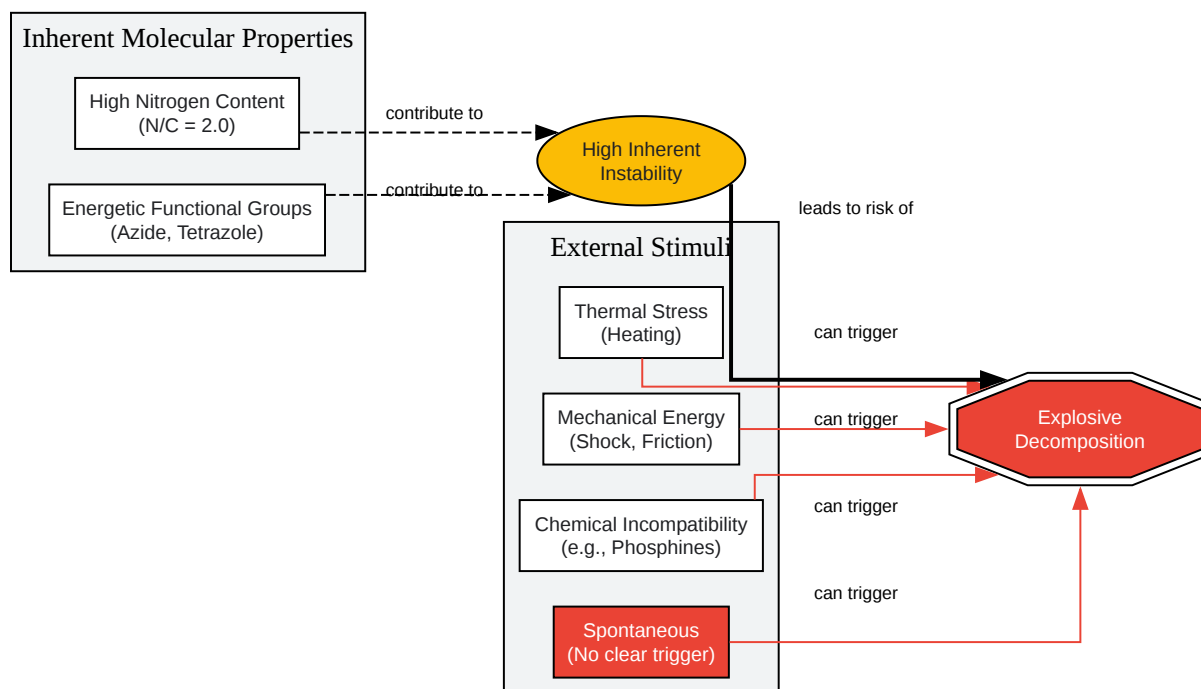 Inherent Molecular Properties
High Nitrogen Content
(N/C = 2.0)
contribute to
Energetic Functional Groups
(Azide, Tetrazole)
contribute to
High Inherent
Instability
leads to risk of
External Stimuli
Thermal Stress
(Heating)
can trigger
Mechanical Energy
(Shock, Friction)
can trigger
Chemical Incompatibility
(e.g., Phosphines)
can trigger
Spontaneous
(No clear trigger)
can trigger
Explosive
Decomposition